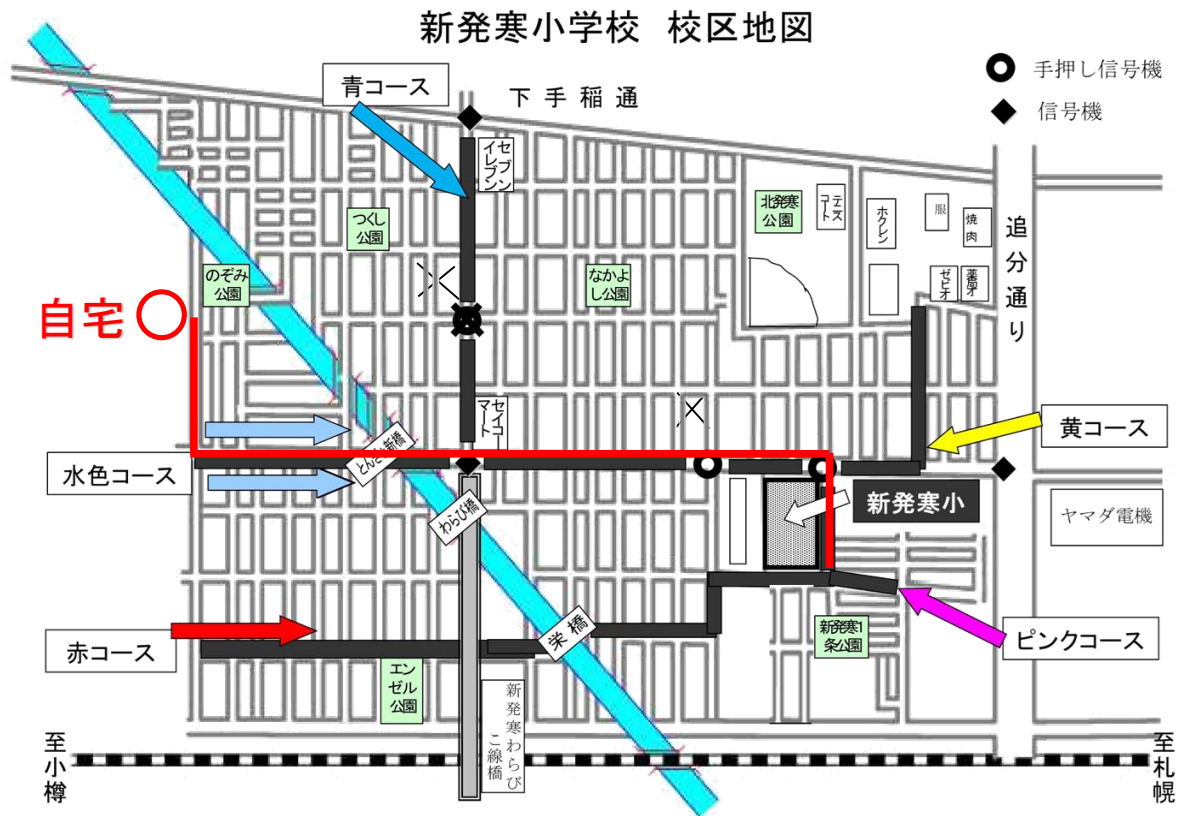 新発寒小学校 校区地図
手押し信号機
信号機
青コース
下手稲通
セブン
イレブン
つくし
公園
北発寒
公園
テニス
コート
ホクレン
服
焼
肉
追分通り
のぞみ
公園
なかよ
し公園
ゼビオ
自宅
セイコー
マート
黄コース
とんでん新橋
水色コース
わらび橋
新発寒小
ヤマダ電機
赤コース
栄橋
新発寒1
条公園
ピンクコース
エン
ゼル
公園
新発寒わらび
こ線橋
至小樽
至札幌